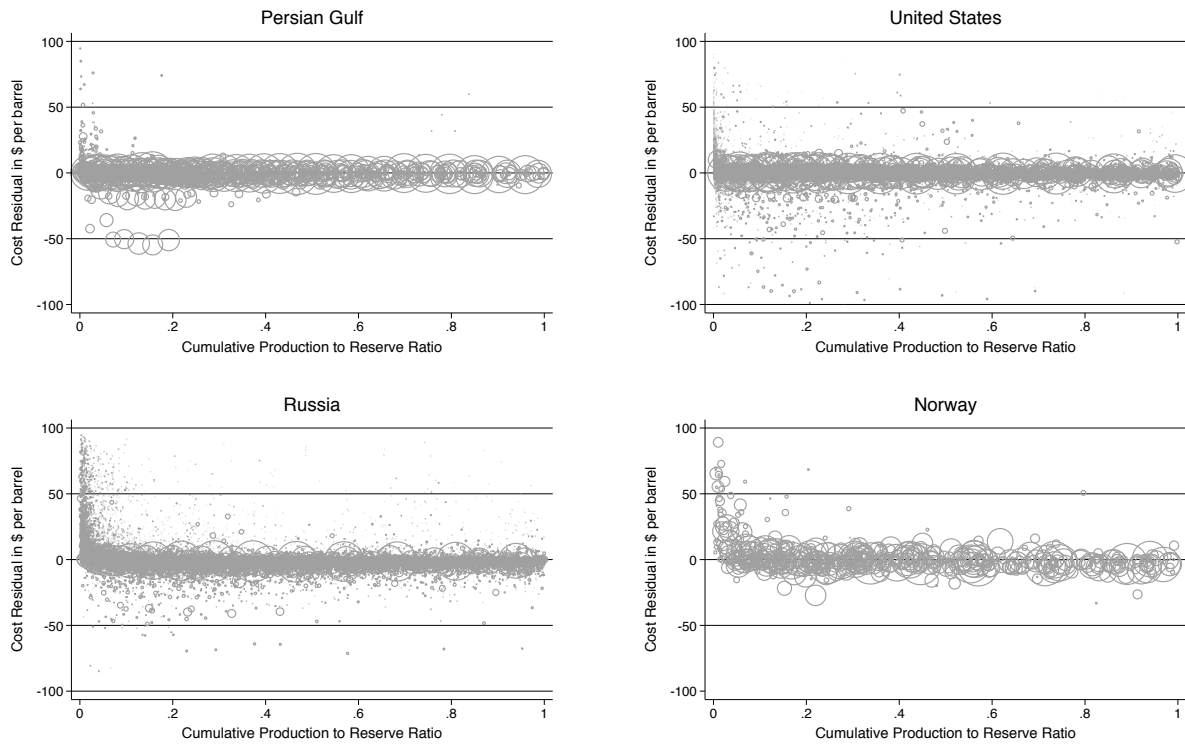 Persian Gulf
Cost Residual in $ per barrel
100
50
0
-50
-100
0 .2 .4 .6 .8 1
Cumulative Production to Reserve Ratio
United States
Cost Residual in $ per barrel
100
50
0
-50
-100
0 .2 .4 .6 .8 1
Cumulative Production to Reserve Ratio
Russia
Cost Residual in $ per barrel
100
50
0
-50
-100
0 .2 .4 .6 .8 1
Cumulative Production to Reserve Ratio
Norway
Cost Residual in $ per barrel
100
50
0
-50
-100
0 .2 .4 .6 .8 1
Cumulative Production to Reserve Ratio